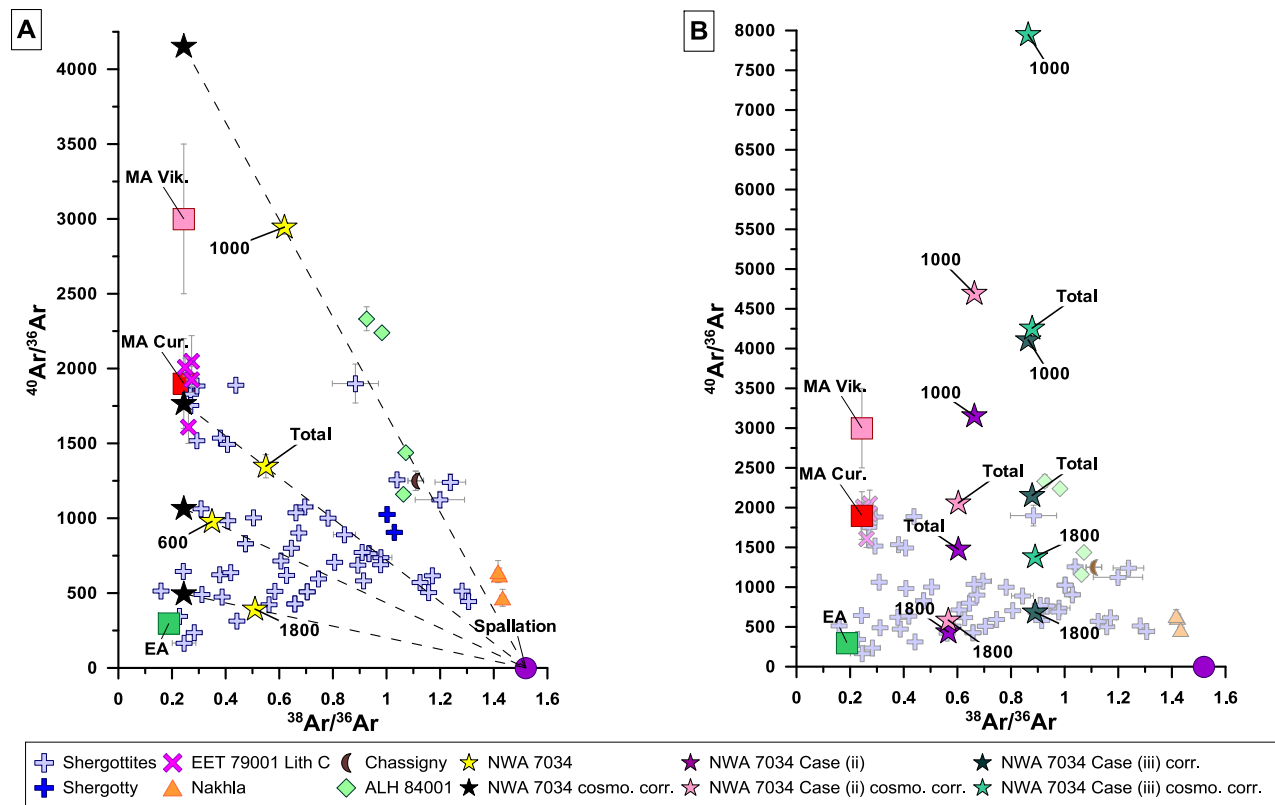 A
4000
3500
3000
2500
2000
1500
1000
500
0
40Ar/36Ar
0
0.2
0.4
0.6
0.8
1
1.2
1.4
1.6
38Ar/36Ar
MA Vik.
1000
MA Cur.
Total
600
1800
EA
Spallation
B
8000
7500
7000
6500
6000
5500
5000
4500
4000
3500
3000
2500
2000
1500
1000
500
0
40Ar/36Ar
0
0.2
0.4
0.6
0.8
1
1.2
1.4
1.6
38Ar/36Ar
1000
1000
Total
1000
1000
MA Vik.
MA Cur.
Total
Total
Total
1800
1800
EA
1800
1800
Shergottites
EET 79001 Lith C
Chassigny
NWA 7034
NWA 7034 Case (ii)
NWA 7034 Case (iii) corr.
Shergotty
Nakhla
ALH 84001
NWA 7034 cosmo. corr.
NWA 7034 Case (ii) cosmo. corr.
NWA 7034 Case (iii) cosmo. corr.